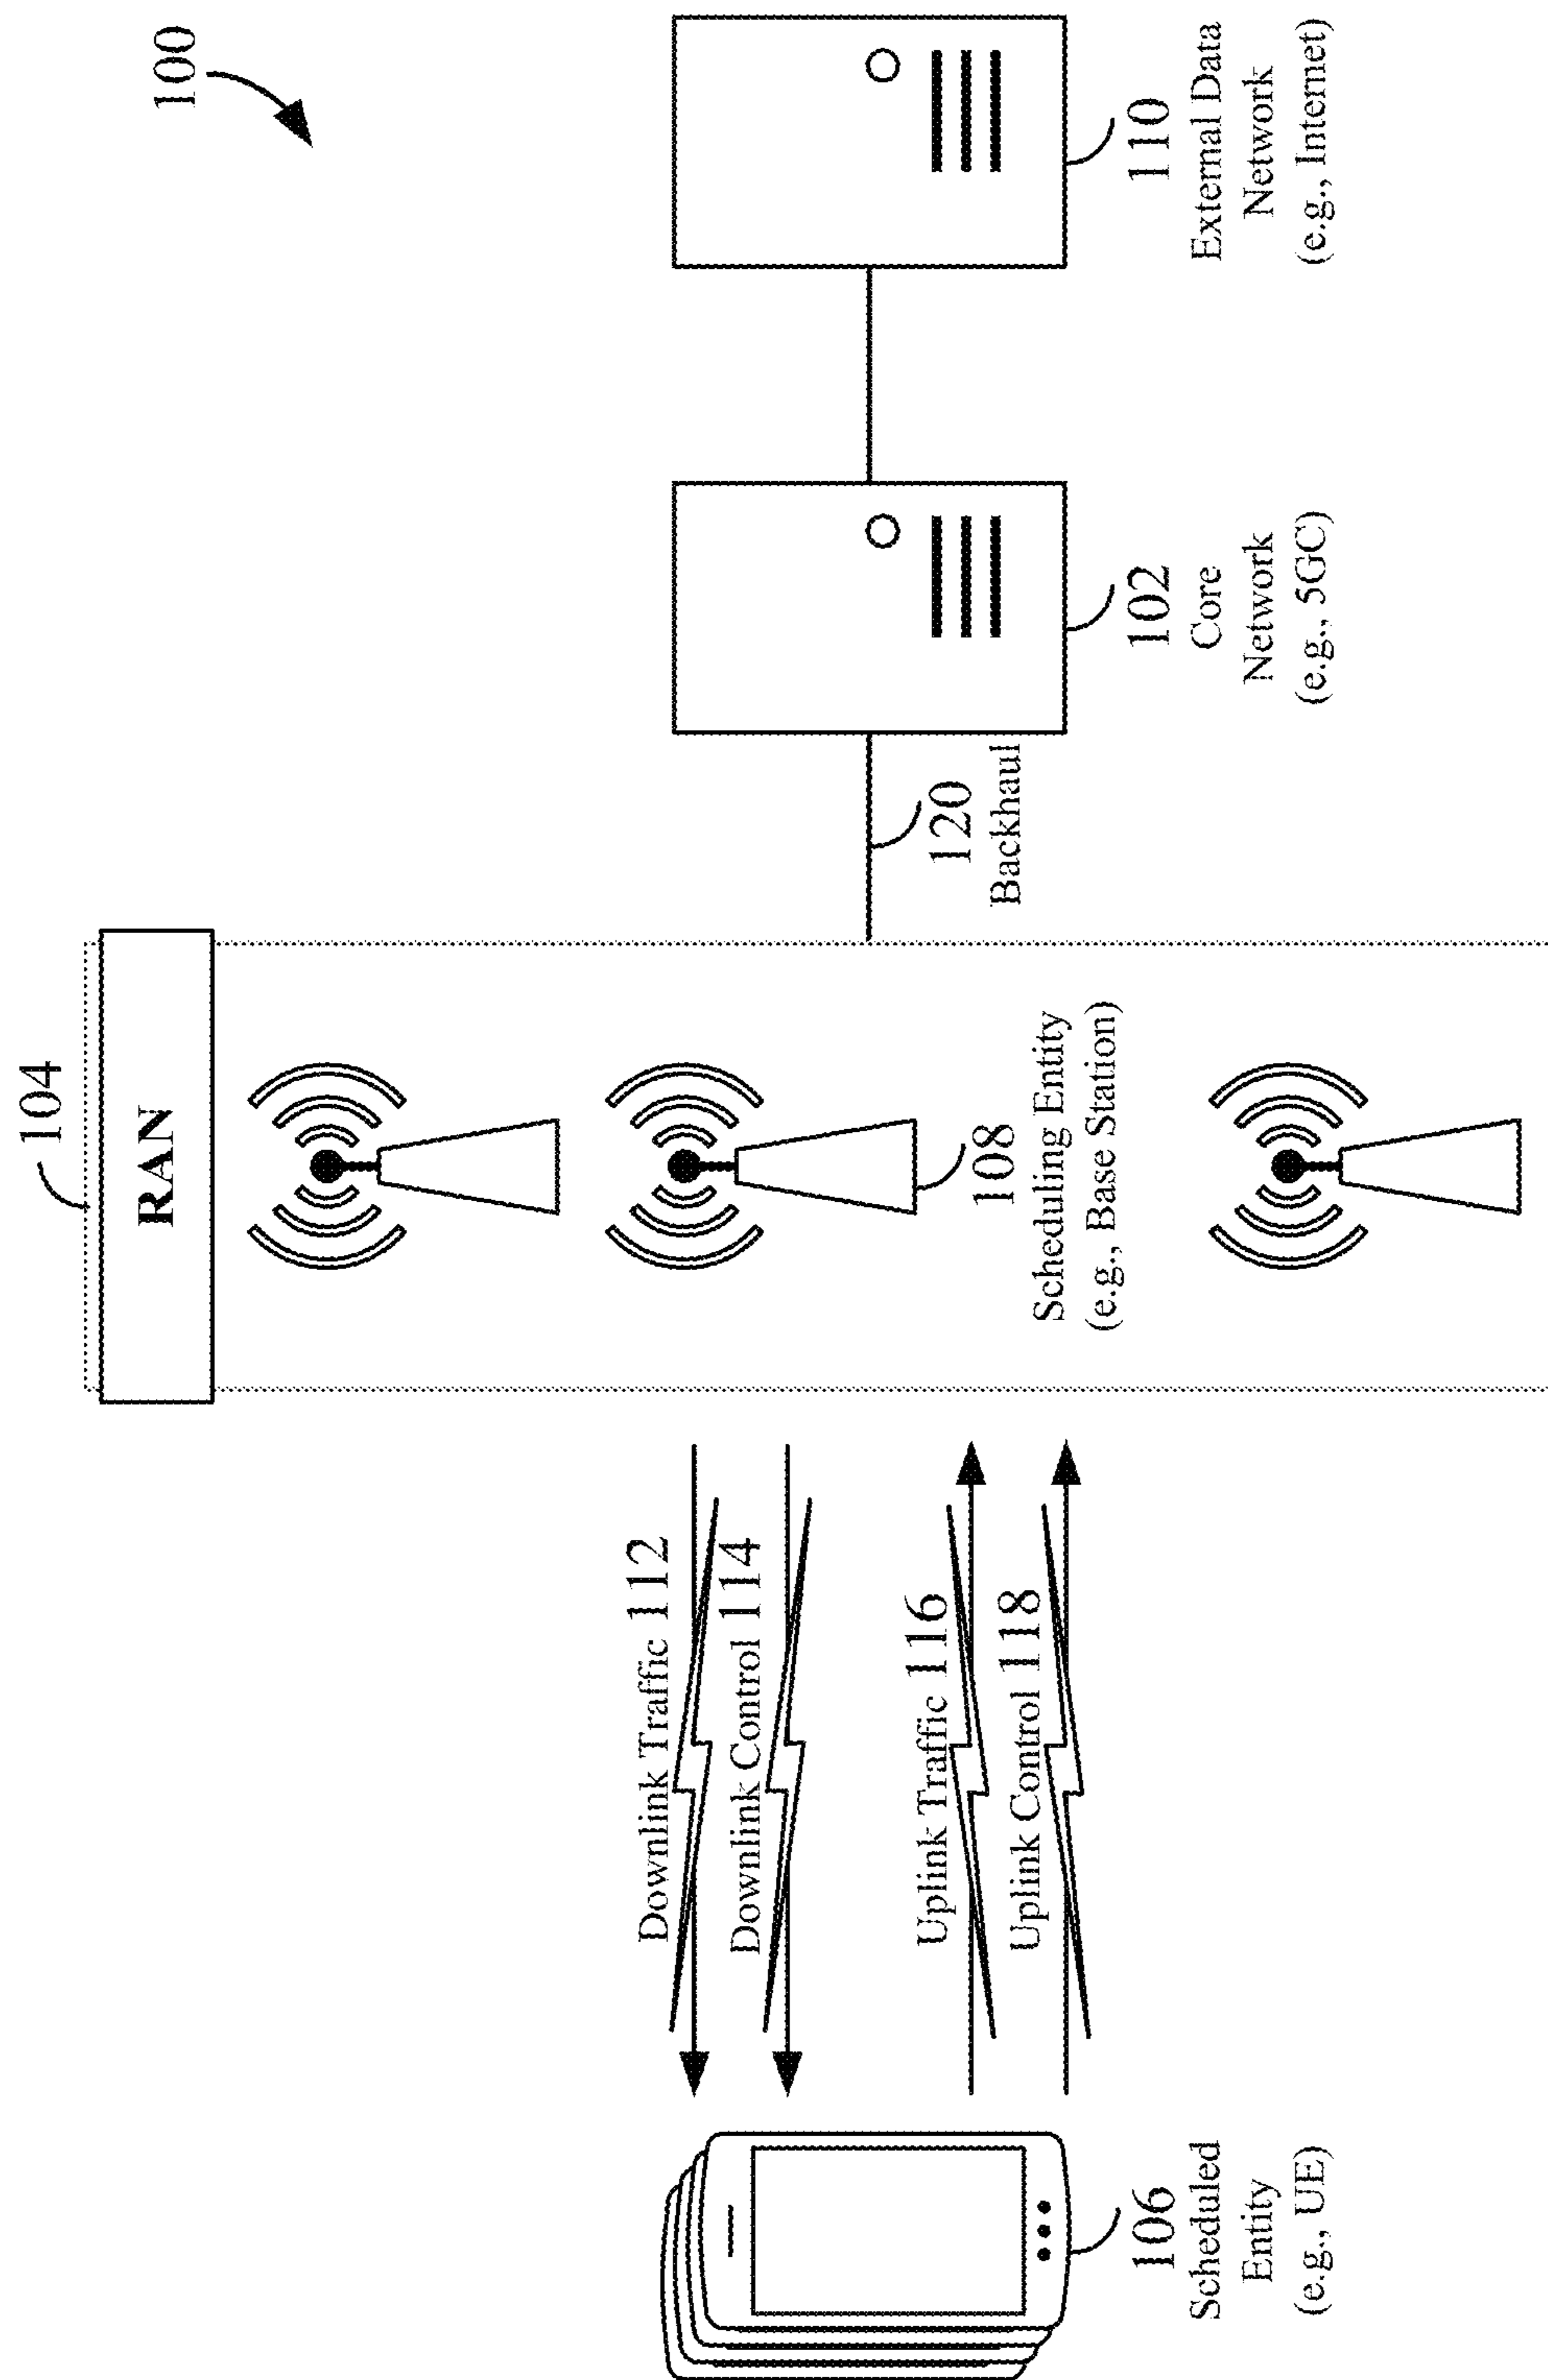 100
104
RAN
Downlink Traffic 112
Downlink Control 114
Uplink Traffic 116
Uplink Control 118
106
Scheduled
Entity
(e.g., UE)
108
Scheduling Entity
(e.g., Base Station)
120
Backhaul
102
Core
Network
(e.g., 5GC)
110
External Data
Network
(e.g., Internet)